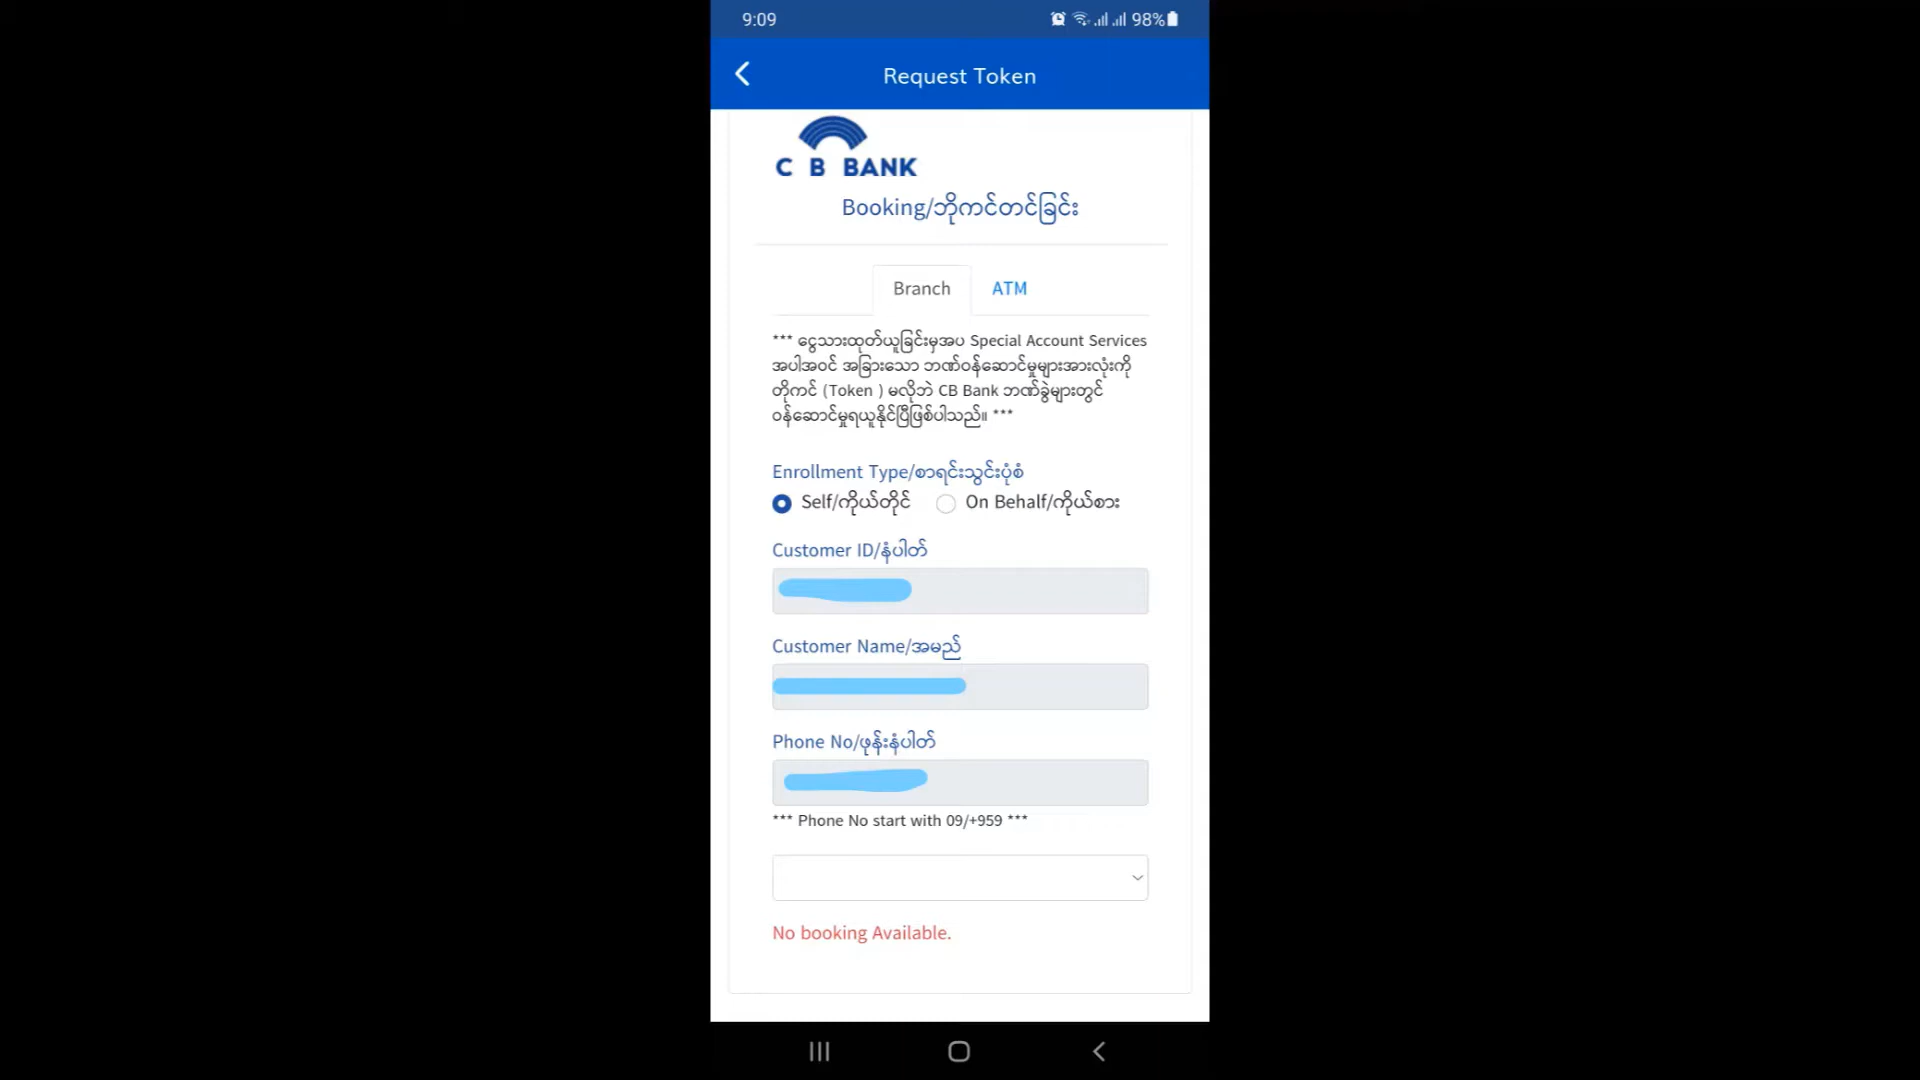 9:09
98%
Request Token
C B BANK
Booking/ဘိုကင်တင်ခြင်း
Branch
ATM
*** ငွေသားထုတ်ယူခြင်းမှအပ Special Account Services
အပါအဝင် အခြားသော ဘဏ်ဝန်ဆောင်မှုများအားလုံးကို
တိုကင် (Token ) မလိုဘဲ CB Bank ဘဏ်ခွဲများတွင်
ဝန်ဆောင်မှုရယူနိုင်ပြီဖြစ်ပါသည်။ ***
Enrollment Type/စာရင်းသွင်းပုံစံ
Self/ကိုယ်တိုင် On Behalf/ကိုယ်စား
Customer ID/နံပါတ်
Customer Name/အမည်
Phone No/ဖုန်းနံပါတ်
*** Phone No start with 09/+959 ***
No booking Available.